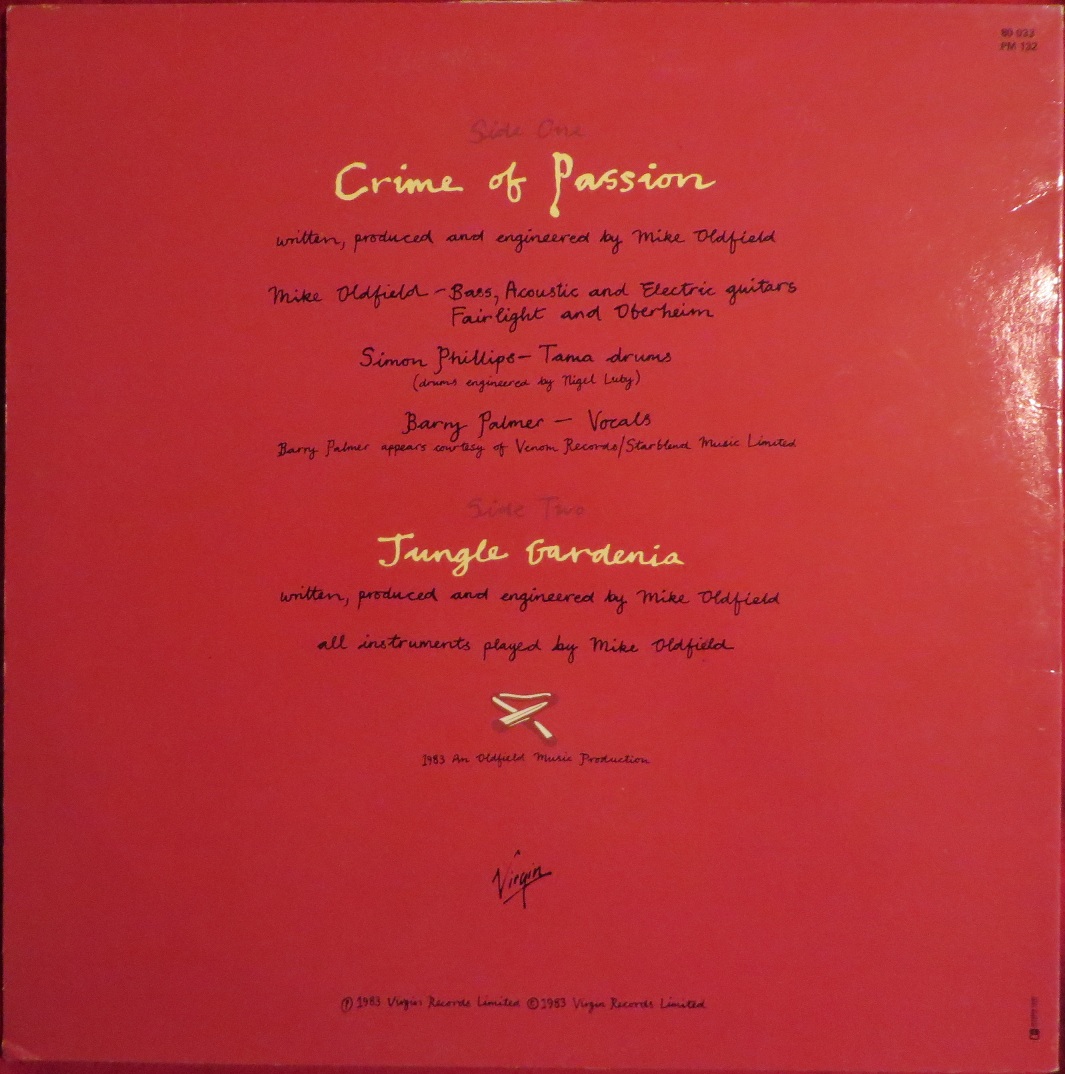 80 033
PM 132
Side One
Crime of Passion
written, produced and engineered by Mike Oldfield
Mike Oldfield - Bass, Acoustic and Electric guitars
Fairlight and Oberheim
Simon Phillips - Tama drums
(drums engineered by Nigel Luby)
Barry Palmer - Vocals
Barry Palmer appears courtesy of Venom Records/Starblend Music Limited
Side Two
Jungle Gardenia
written, produced and engineered by Mike Oldfield
all instruments played by Mike Oldfield
1983 An Oldfield Music Production
Virgin
℗ 1983 Virgin Records Limited © 1983 Virgin Records Limited